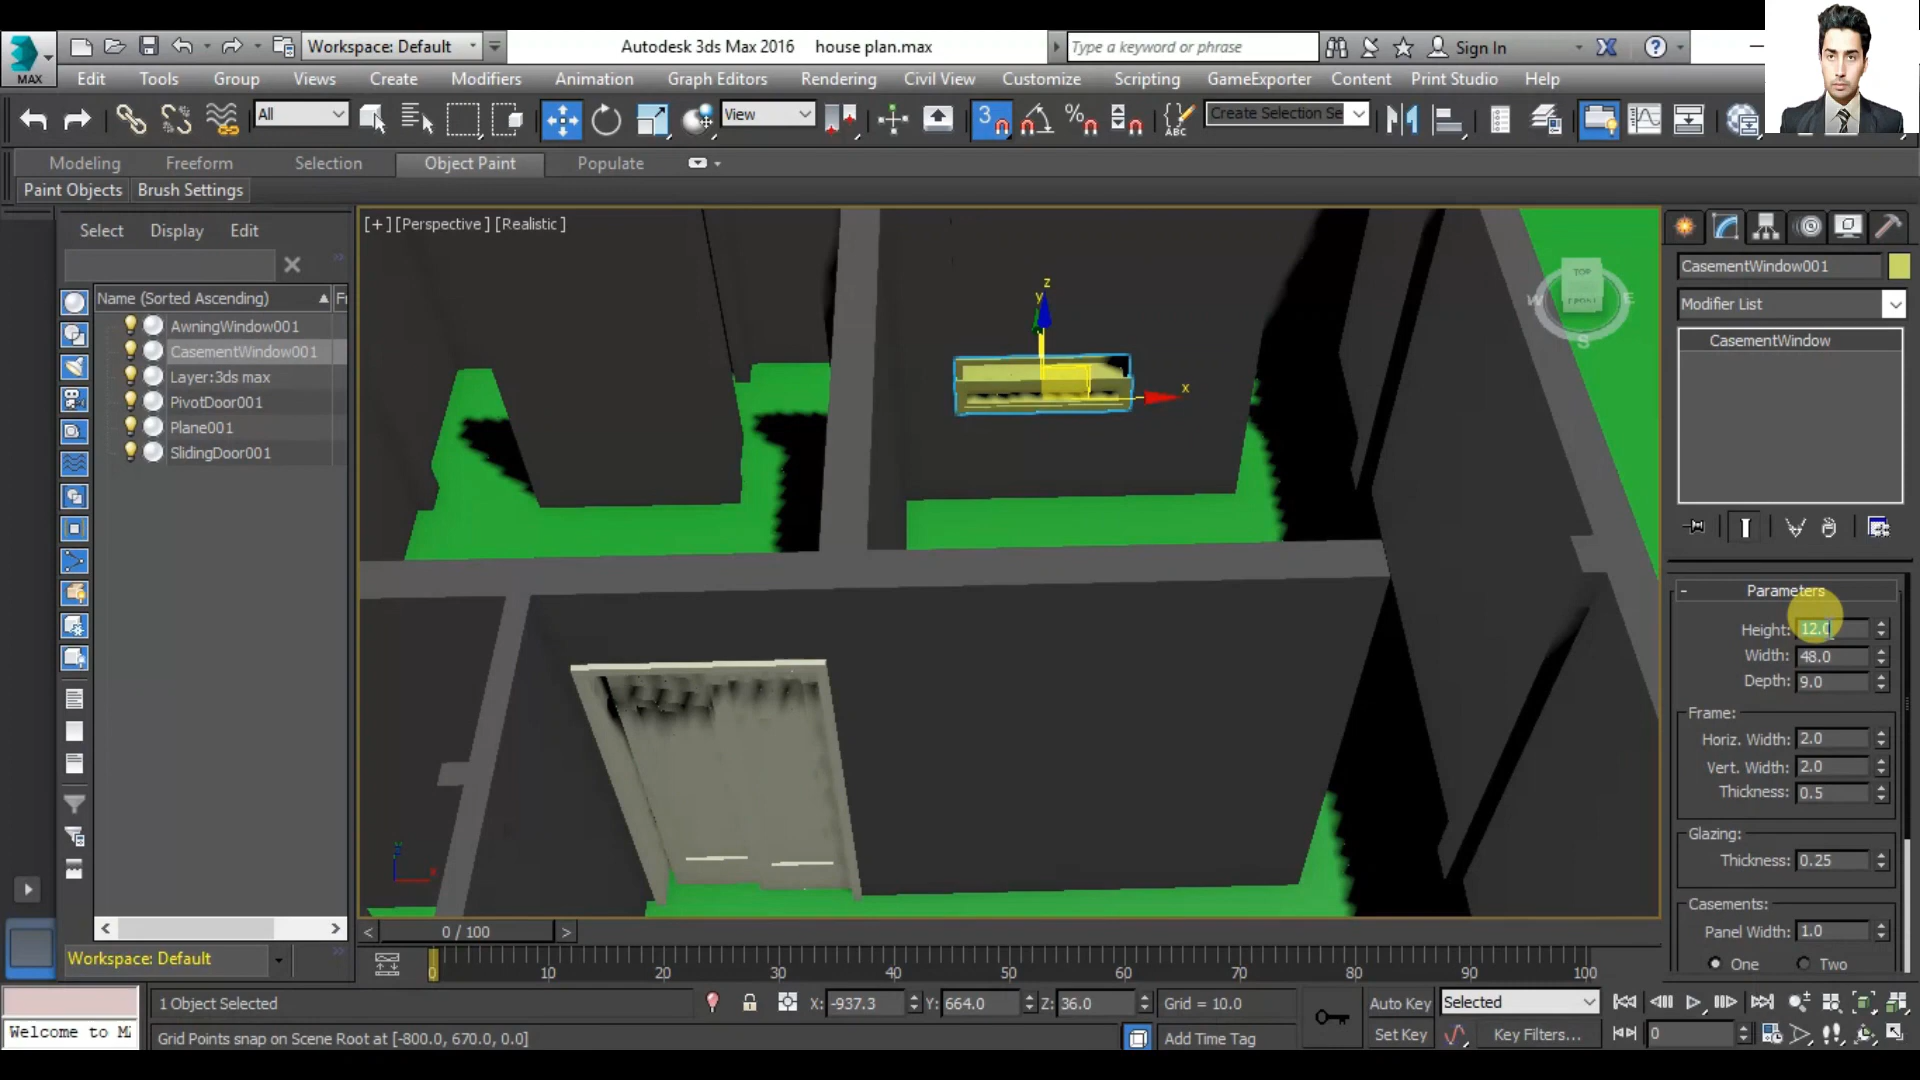 MAX
Workspace: Default
Autodesk 3ds Max 2016 house plan.max
Type a keyword or phrase
Sign In
Edit Tools Group Views Create Modifiers Animation Graph Editors Rendering Civil View Customize Scripting GameExporter Content Print Studio Help
All
View
3
%
ABC
Create Selection Se
Modeling Freeform Selection Object Paint Populate
Paint Objects Brush Settings
Select Display Edit
Name (Sorted Ascending)
AwningWindow001
CasementWindow001
Layer:3ds max
PivotDoor001
Plane001
SlidingDoor001
Workspace: Default
[+][Perspective][Realistic]
z
y
x
TOP
FRONT
W
E
S
CasementWindow001
Modifier List
CasementWindow
- Parameters
Height: 12.0
Width: 48.0
Depth: 9.0
Frame:
Horiz. Width: 2.0
Vert. Width: 2.0
Thickness: 0.5
Glazing:
Thickness: 0.25
Casements:
Panel Width: 1.0
One Two
< 0 / 100 >
0 10 20 30 40 50 60 70 80 90 100
1 Object Selected
X: -937.3 Y: 664.0 Z: 36.0 Grid = 10.0
Auto Key Selected
Welcome to M
Grid Points snap on Scene Root at [-800.0, 670.0, 0.0]
Add Time Tag
Set Key Key Filters... 0